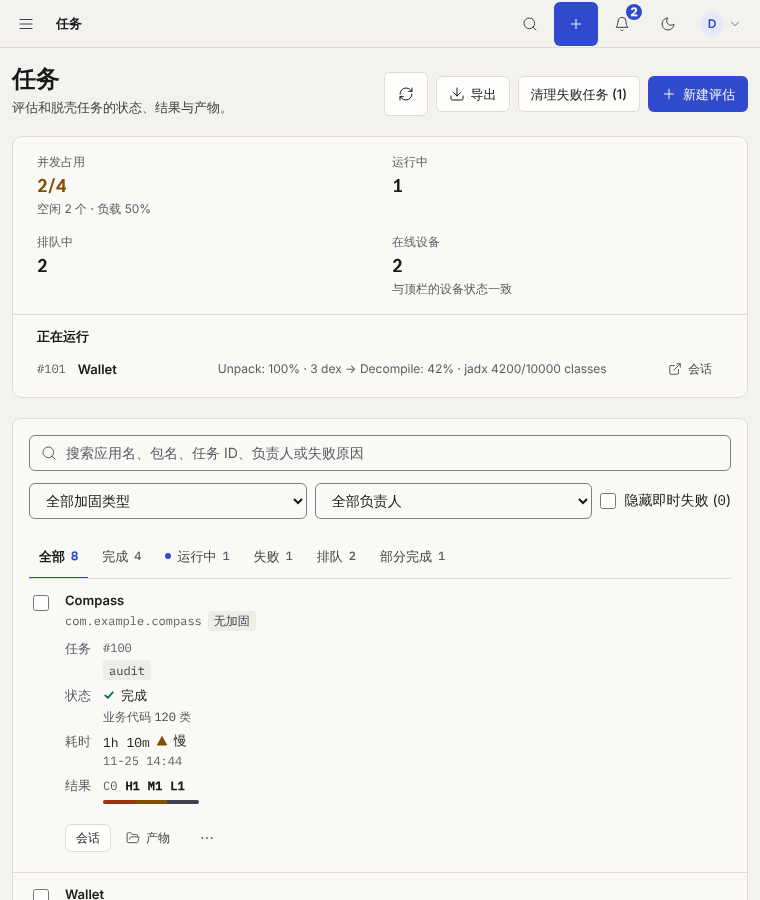 任务
2
D
任务
评估和脱壳任务的状态、结果与产物。
导出
清理失败任务 (1)
新建评估
并发占用
2/4
空闲 2 个 · 负载 50%
运行中
1
排队中
2
在线设备
2
与顶栏的设备状态一致
正在运行
#101 Wallet Unpack: 100% · 3 dex → Decompile: 42% · jadx 4200/10000 classes 会话
搜索应用名、包名、任务 ID、负责人或失败原因
全部加固类型 全部负责人 隐藏即时失败 (0)
全部 8 完成 4 运行中 1 失败 1 排队 2 部分完成 1
Compass
com.example.compass 无加固
任务 #100
audit
状态 完成
业务代码 120 类
耗时 1h 10m 慢
11-25 14:44
结果 C0 H1 M1 L1
会话 产物 ···
Wallet